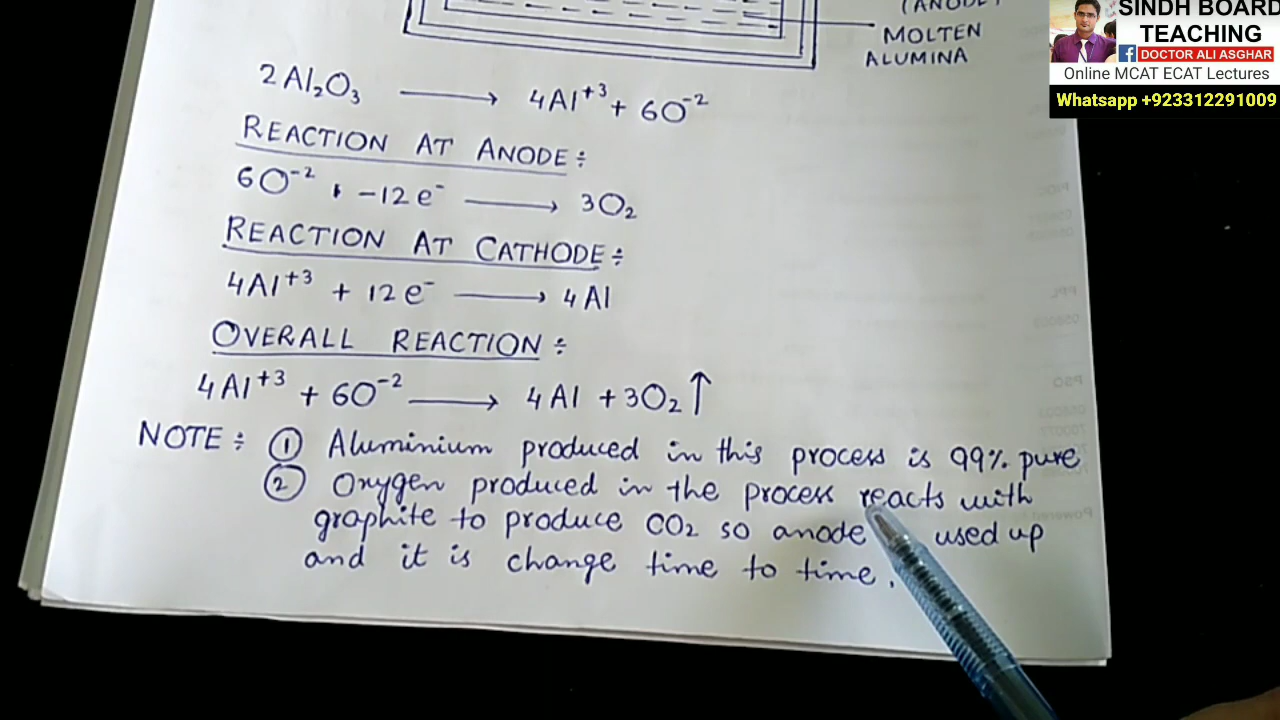 (ANODE)
MOLTEN
ALUMINA
SINDH BOARD
TEACHING
f DOCTOR ALI ASGHAR
Online MCAT ECAT Lectures
Whatsapp +923312291009
2Al₂O₃ ⟶ 4Al⁺³ + 6O⁻²
REACTION AT ANODE÷
6O⁻² + -12e⁻ ⟶ 3O₂
REACTION AT CATHODE÷
4Al⁺³ + 12e⁻ ⟶ 4Al
OVERALL REACTION÷
4Al⁺³ + 6O⁻² ⟶ 4Al + 3O₂↑
NOTE÷ ① Aluminium produced in this process is 99% pure
② Oxygen produced in the process reacts with
graphite to produce CO₂ so anode used up
and it is change time to time.